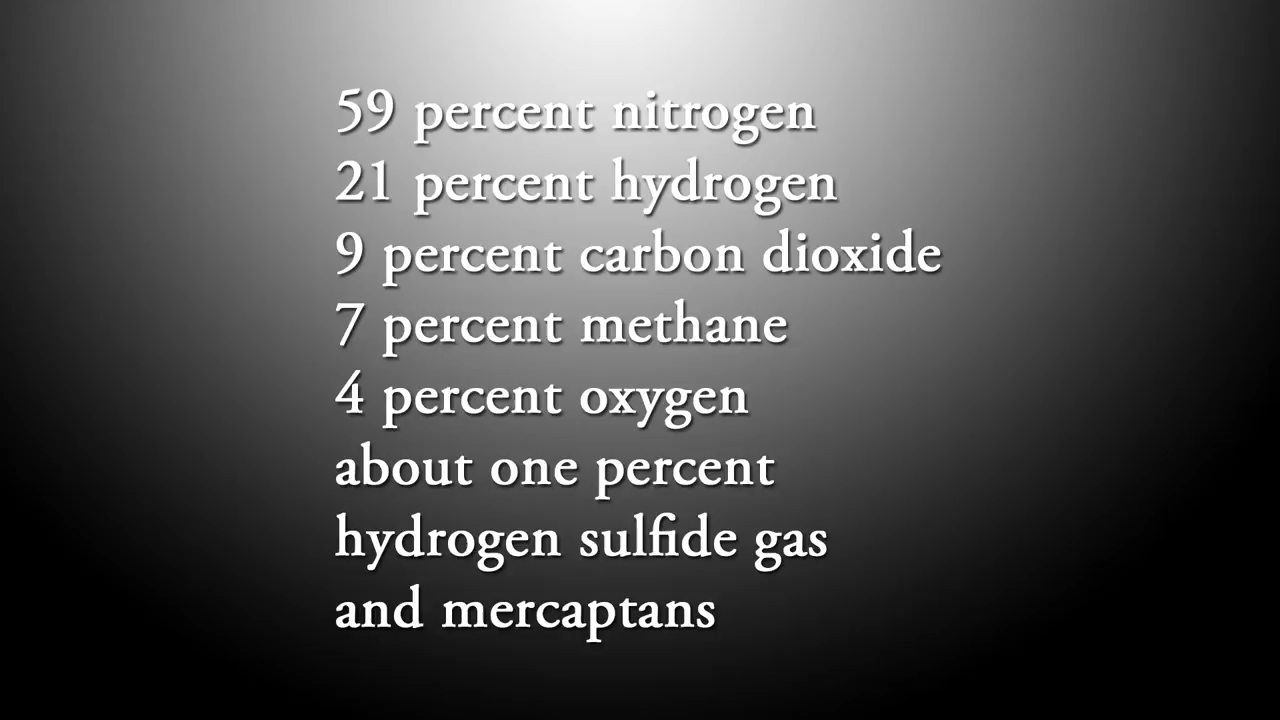 59 percent nitrogen
21 percent hydrogen
9 percent carbon dioxide
7 percent methane
4 percent oxygen
about one percent
hydrogen sulfide gas
and mercaptans